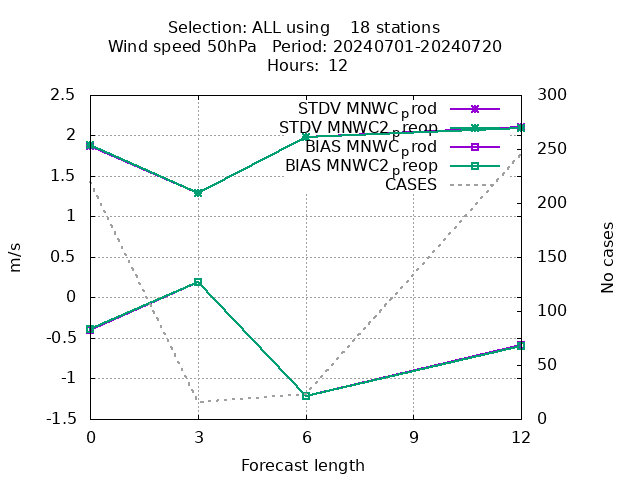 Selection: ALL using    18 stations
Wind speed 50hPa   Period: 20240701-20240720
Hours:  12
2.5
2
1.5
1
0.5
0
-0.5
-1
-1.5
m/s
STDV MNWC_prod
STDV MNWC2_preop
BIAS MNWC_prod
BIAS MNWC2_preop
CASES
300
250
200
150
100
50
0
No cases
0 3 6 9 12
Forecast length